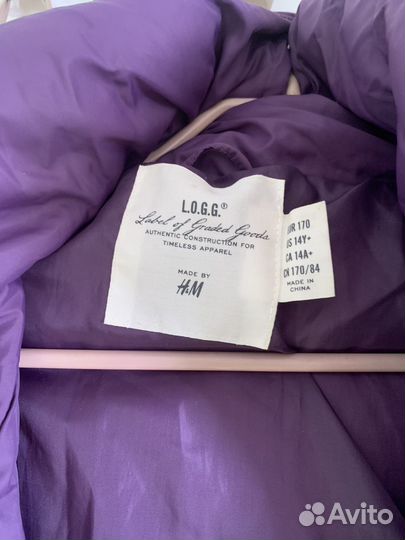 L.O.G.G.®
Label of Graded Goods
AUTHENTIC CONSTRUCTION FOR
TIMELESS APPAREL
MADE BY
H&M
UR 170
US 14Y+
CA 14A+
CN 170/84
MADE IN
CHINA
Avito